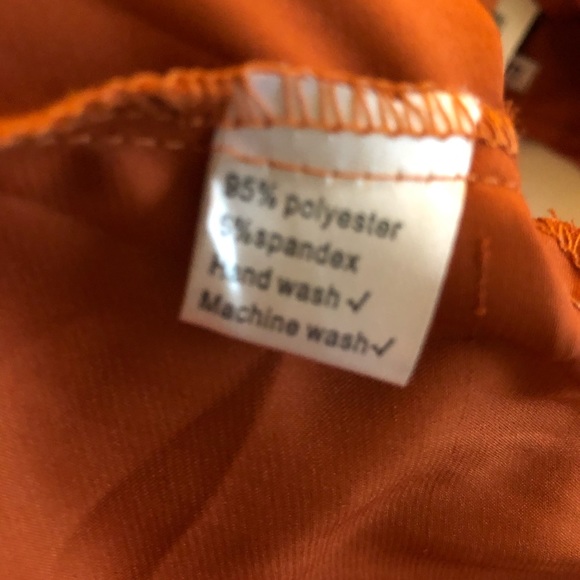 95% polyester
5%spandex
Hand wash ✓
Machine wash✓